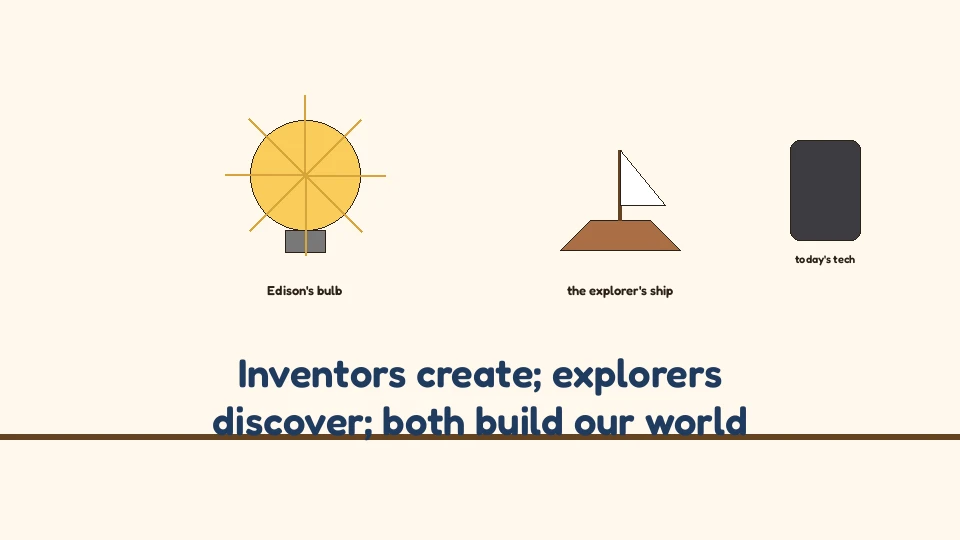 today's tech
Edison's bulb
the explorer's ship
Inventors create; explorers
discover; both build our world